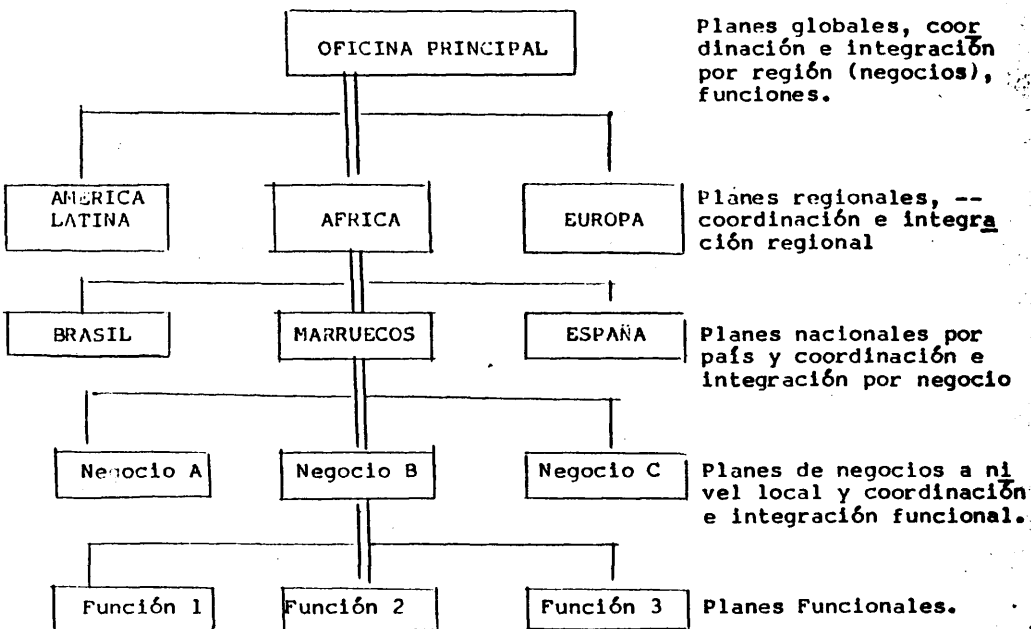 OFICINA PRINCIPAL
Planes globales, coor
dinación e integración
por región (negocios),
funciones.
AMERICA
LATINA
AFRICA
EUROPA
Planes regionales, --
coordinación e integra
ción regional
BRASIL
MARRUECOS
ESPAÑA
Planes nacionales por
país y coordinación e
integración por negocio
Negocio A
Negocio B
Negocio C
Planes de negocios a ni
vel local y coordinación
e integración funcional.
Función 1
Función 2
Función 3
Planes Funcionales.